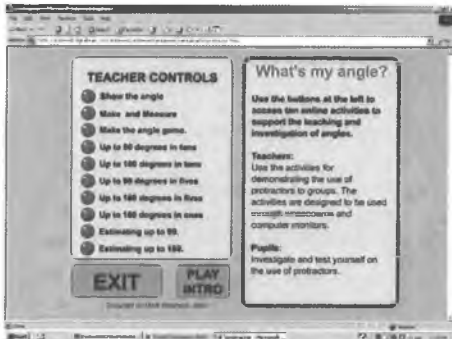 TEACHER CONTROLS
Show the angle
Make and Measure
Make the angle game.
Up to 90 degrees in tens
Up to 180 degrees in tens
Up to 90 degrees in fives
Up to 180 degrees in fives
Up to 180 degrees in ones
Estimating up to 90.
Estimating up to 180.
EXIT
PLAY
INTRO
What's my angle?
Use the buttons at the left to
access ten online activities to
support the teaching and
investigation of angles.
Teachers:
Use the activities for
demonstrating the use of
protractors to groups. The
activities are designed to be used
through whiteboards and
computer monitors.
Pupils:
Investigate and test yourself on
the use of protractors.